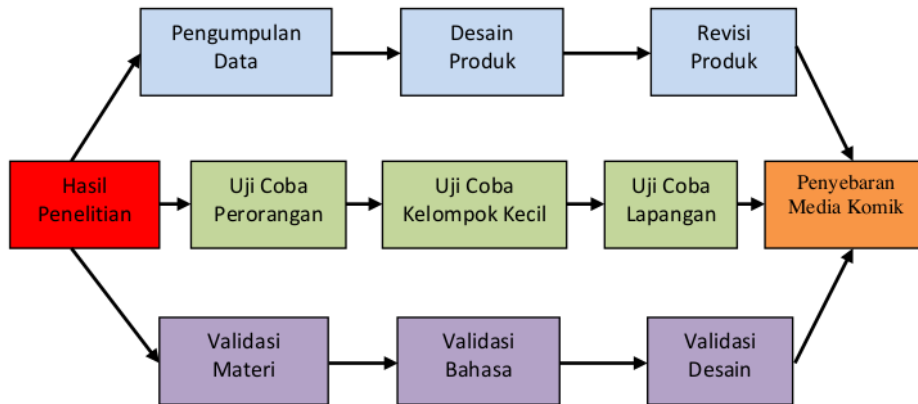 Pengumpulan
Data
Desain
Produk
Revisi
Produk
Hasil
Penelitian
Uji Coba
Perorangan
Uji Coba
Kelompok Kecil
Uji Coba
Lapangan
Penyebaran
Media Komik
Validasi
Materi
Validasi
Bahasa
Validasi
Desain